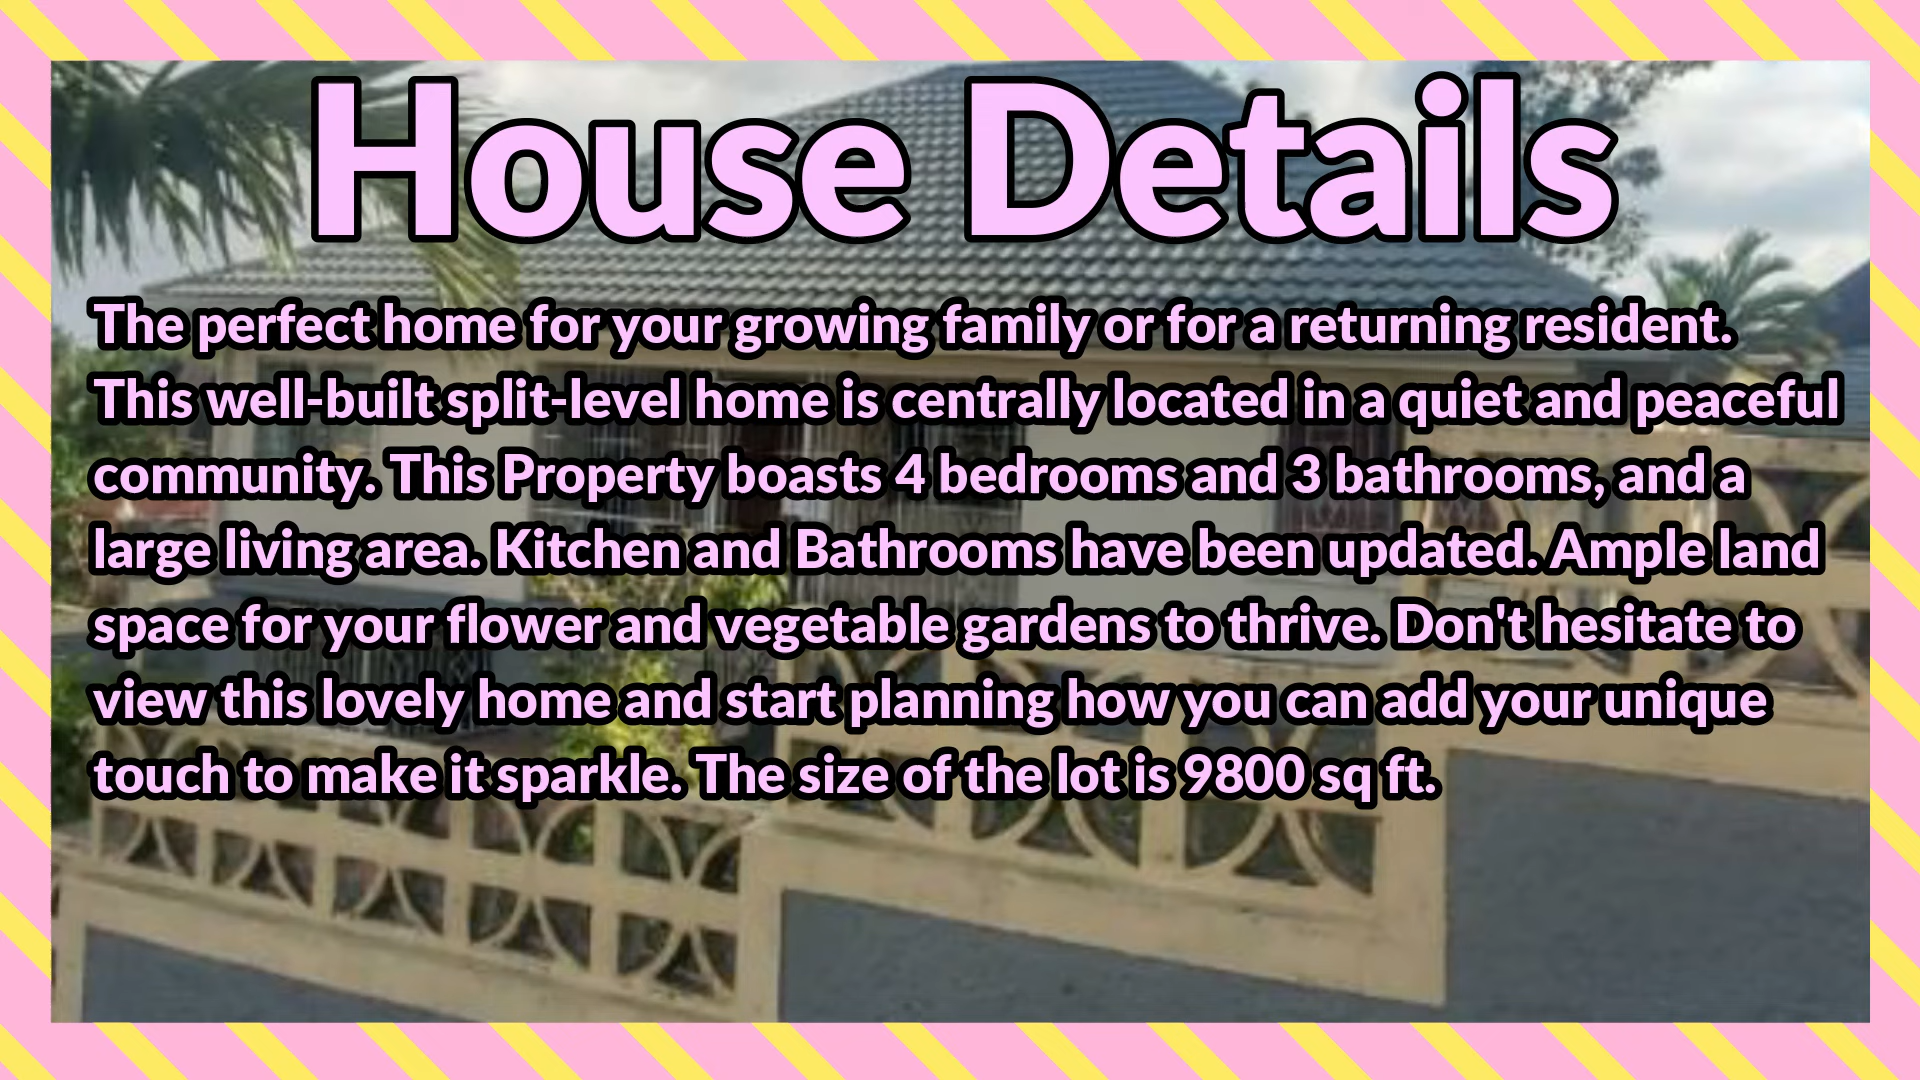 House Details
The perfect home for your growing family or for a returning resident.
This well-built split-level home is centrally located in a quiet and peaceful
community. This Property boasts 4 bedrooms and 3 bathrooms, and a
large living area. Kitchen and Bathrooms have been updated. Ample land
space for your flower and vegetable gardens to thrive. Don't hesitate to
view this lovely home and start planning how you can add your unique
touch to make it sparkle. The size of the lot is 9800 sq ft.